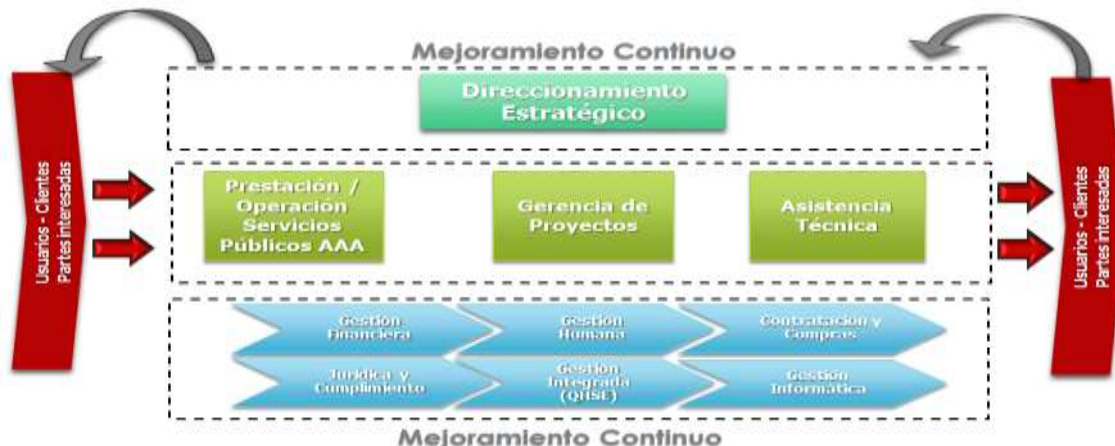 Mejoramiento Continuo
Direccionamiento
Estratégico
Usuarios - Clientes
Partes interesadas
Prestación /
Operación
Servicios
Públicos AAA
Gerencia de
Proyectos
Asistencia
Técnica
Usuarios - Clientes
Partes interesadas
Gestión
Financiera
Gestión
Humana
Contratación y
Compras
Jurídica y
Cumplimiento
Gestión
Integrada
(QHSE)
Gestión
Informática
Mejoramiento Continuo